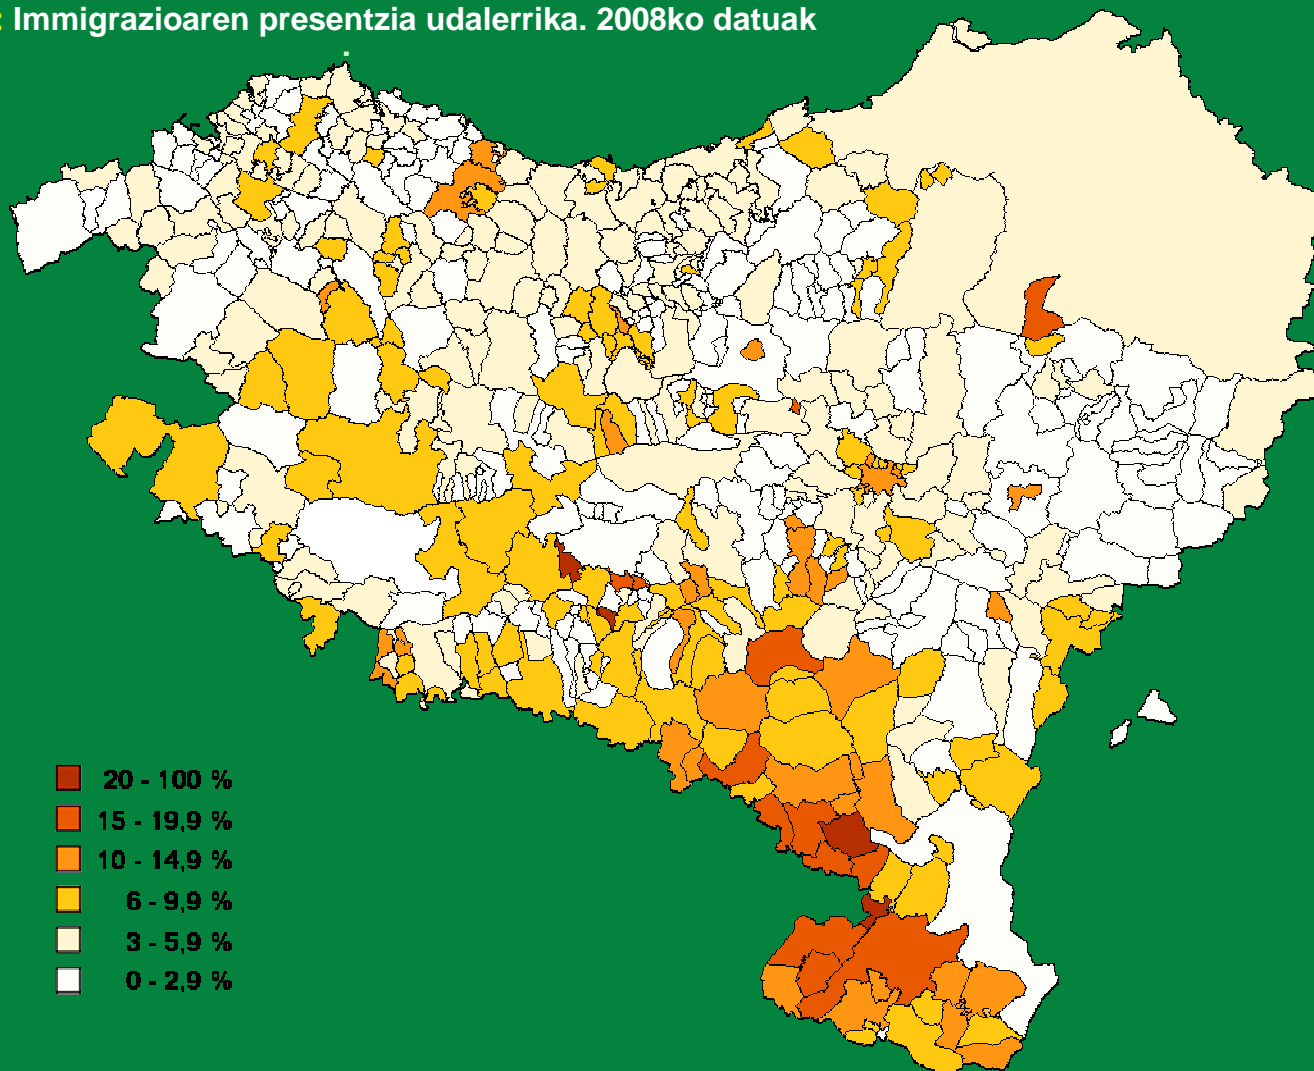 : Immigrazioaren presentzia udalerrika. 2008ko datuak
20 - 100 %
15 - 19,9 %
10 - 14,9 %
6 - 9,9 %
3 - 5,9 %
0 - 2,9 %